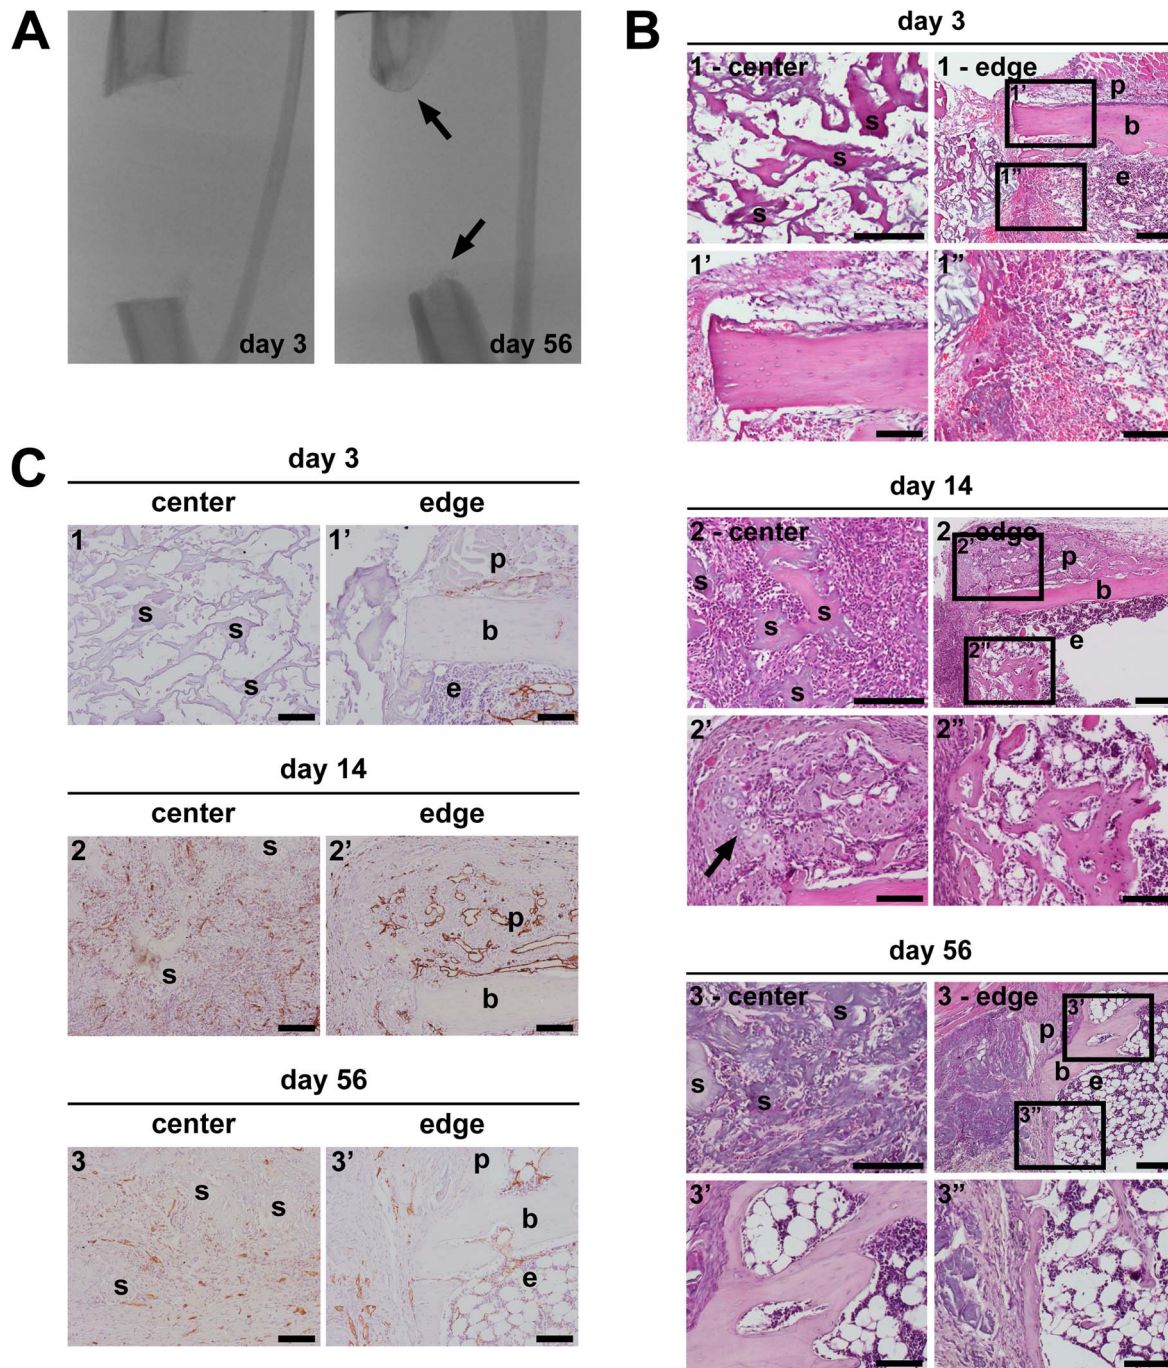 A
day 3
day 56
B
day 3
1 - center
s
s
s
1 - edge
1'
p
b
1"
e
1'
1"
day 14
2 - center
s
s
s
s
2 - edge
2'
p
b
e
2"
2'
2"
day 56
3 - center
s
s
s
3 - edge
3'
p
b
e
3"
3'
3"
C
day 3
center
edge
1
s
s
s
1'
p
b
e
day 14
center
edge
2
s
s
2'
p
b
day 56
center
edge
3
s
s
s
3'
p
b
e